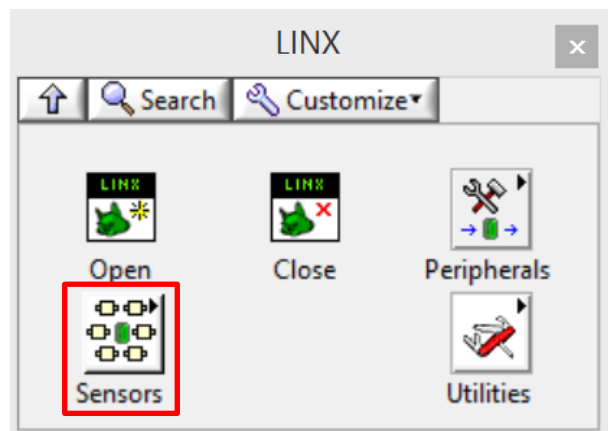 LINX
×
Search Customize
LINX LINX
Open Close Peripherals
Sensors Utilities